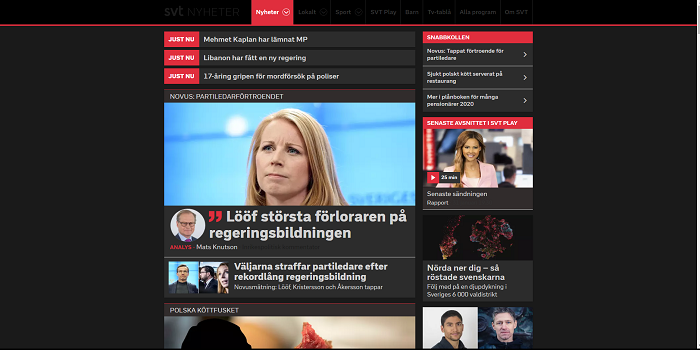 svt NYHETER
Nyheter
Lokalt
Sport
SVT Play
Barn
Tv-tablå
Alla program
Om SVT
JUST NU
Mehmet Kaplan har lämnat MP
JUST NU
Libanon har fått en ny regering
JUST NU
17-åring gripen för mordförsök på poliser
NOVUS: PARTILEDARFÖRTROENDET
SVERIGES
Lööf största förloraren på
regeringsbildningen
ANALYS · Mats Knutson
Väljarna straffar partiledare efter
rekordlång regeringsbildning
Novusmätning: Lööf, Kristersson och Åkensson tappar
POLSKA KÖTTFUSKET
SNABBKOLLEN
Novus: Tappat förtroende för
partiledare
Sjukt polskt kött serverat på
restaurang
Mer i plånboken för många
pensionärer 2020
SENASTE AVSNITTET I SVT PLAY
25 min
Senaste sändningen
Rapport
Nörda ner dig – så
röstade svenskarna
Följ med på en djupdykning i
Sveriges 6 000 valdistrikt